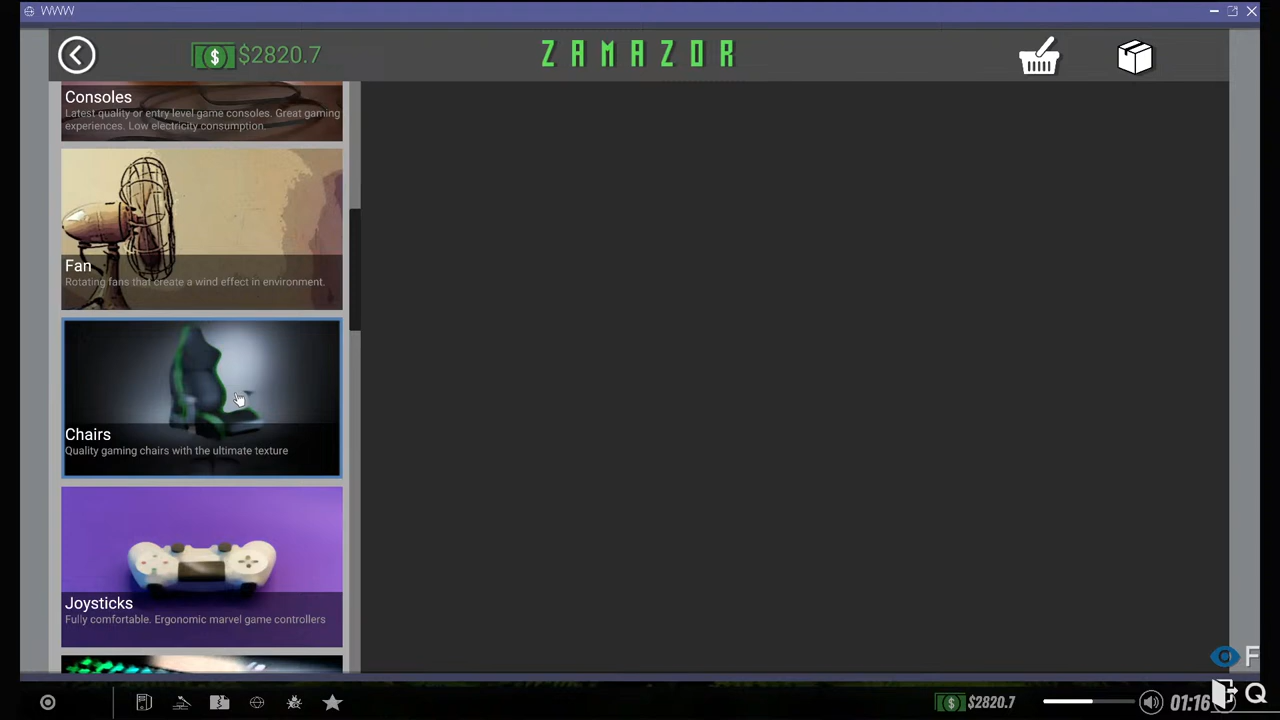 WWW
$2820.7
ZAMAZOR
Consoles
Latest quality or entry level game consoles. Great gaming
experiences. Low electricity consumption.
Fan
Rotating fans that create a wind effect in environment.
Chairs
Quality gaming chairs with the ultimate texture
Joysticks
Fully comfortable. Ergonomic marvel game controllers
F
$2820.7
01:16
Q